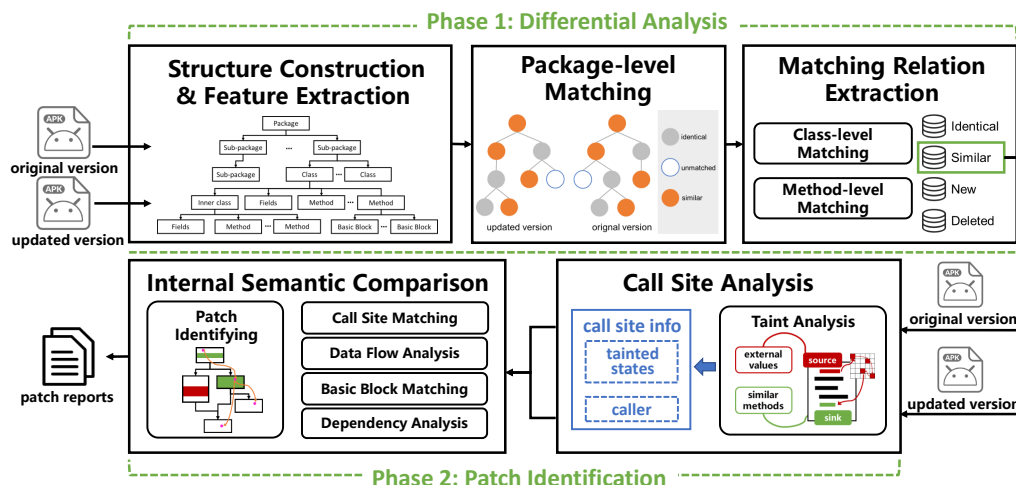 Phase 1: Differential Analysis
Structure Construction
& Feature Extraction
Package
Sub-package
...
Sub-package
Sub-package
Class
...
Class
Inner class
Fields
Method
...
Method
Fields
Method
...
Method
Basic Block
...
Basic Block
APK
original version
APK
updated version
Package-level
Matching
identical
unmatched
similar
updated version
orignal version
Matching Relation
Extraction
Class-level
Matching
Method-level
Matching
Identical
Similar
New
Deleted
Internal Semantic Comparison
Patch
Identifying
Call Site Matching
Data Flow Analysis
Basic Block Matching
Dependency Analysis
patch reports
Call Site Analysis
call site info
tainted
states
caller
Taint Analysis
external
values
source
similar
methods
sink
APK
original version
APK
updated version
Phase 2: Patch Identification